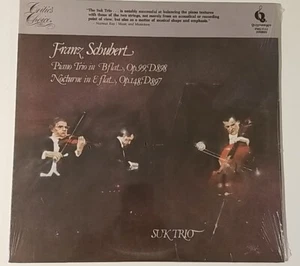 Critic's
Choice
"The Suk Trio ... is notably successful in balancing the piano textures
with those of the two strings, not merely from an acoustical or recording
point of view, but also as a matter of musical shape and emphasis."
Franz Schubert
Piano Trio in B flat, Op. 99; D.898
Nocturne in E flat, Op. 148; D.897
SUK TRIO